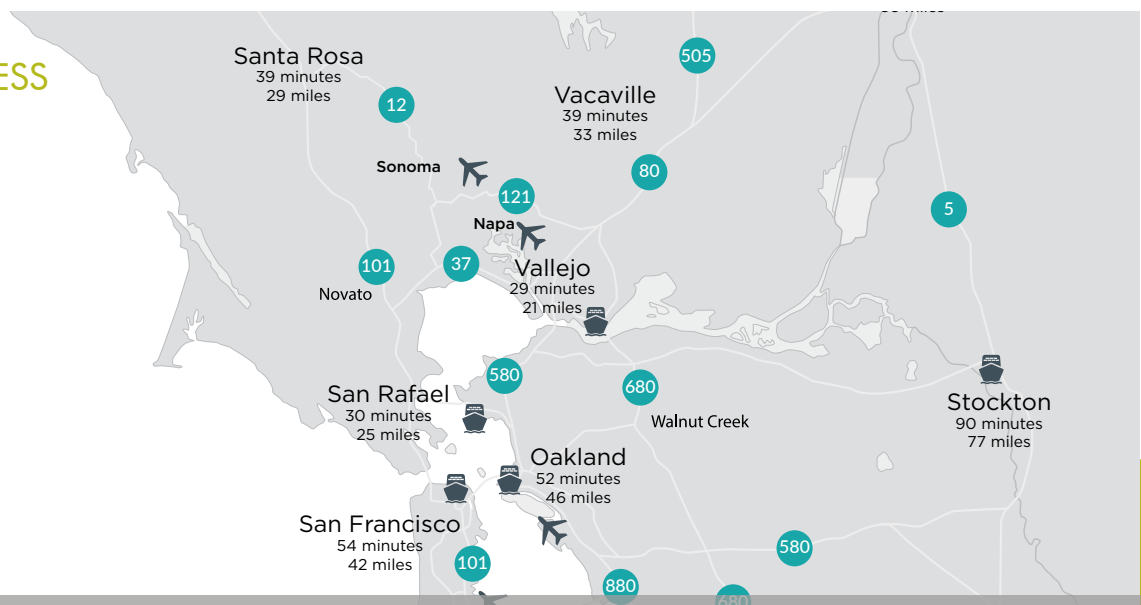 ESS
Santa Rosa
39 minutes
29 miles
505
Vacaville
39 minutes
33 miles
12
Sonoma
80
121
5
Napa
101
37
Vallejo
29 minutes
21 miles
Novato
580
680
San Rafael
30 minutes
25 miles
Walnut Creek
Stockton
90 minutes
77 miles
Oakland
52 minutes
46 miles
San Francisco
54 minutes
42 miles
101
580
880
680